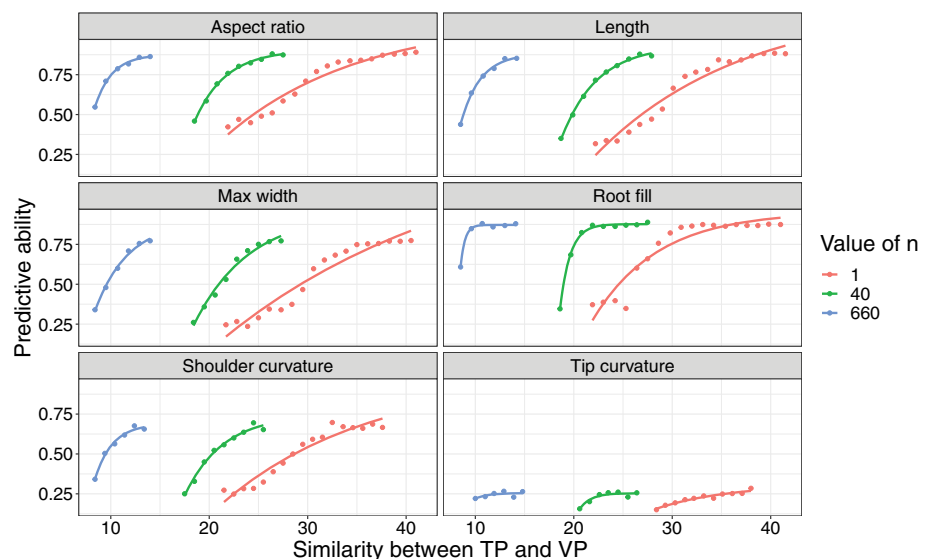 Aspect ratio Length
0.75
0.50
0.25
Max width Root fill
0.75
0.50
0.25
Shoulder curvature Tip curvature
0.75
0.50
0.25
10 20 30 40 10 20 30 40
Similarity between TP and VP
Predictive ability
Value of n
1
40
660